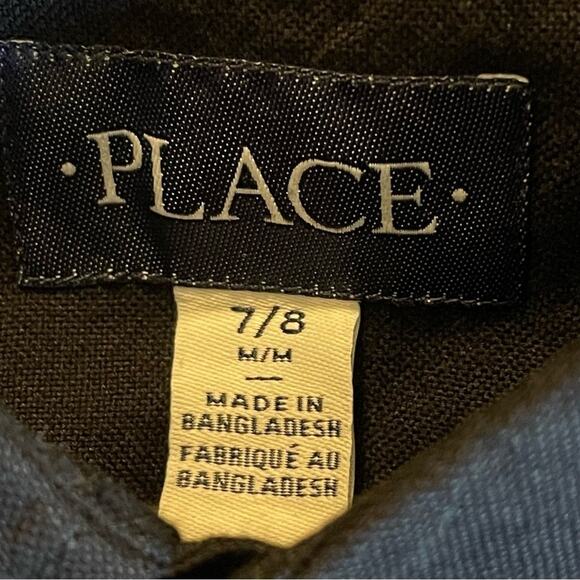 ·PLACE·
7/8
M/M
MADE IN
BANGLADESH
FABRIQUÉ AU
BANGLADESH